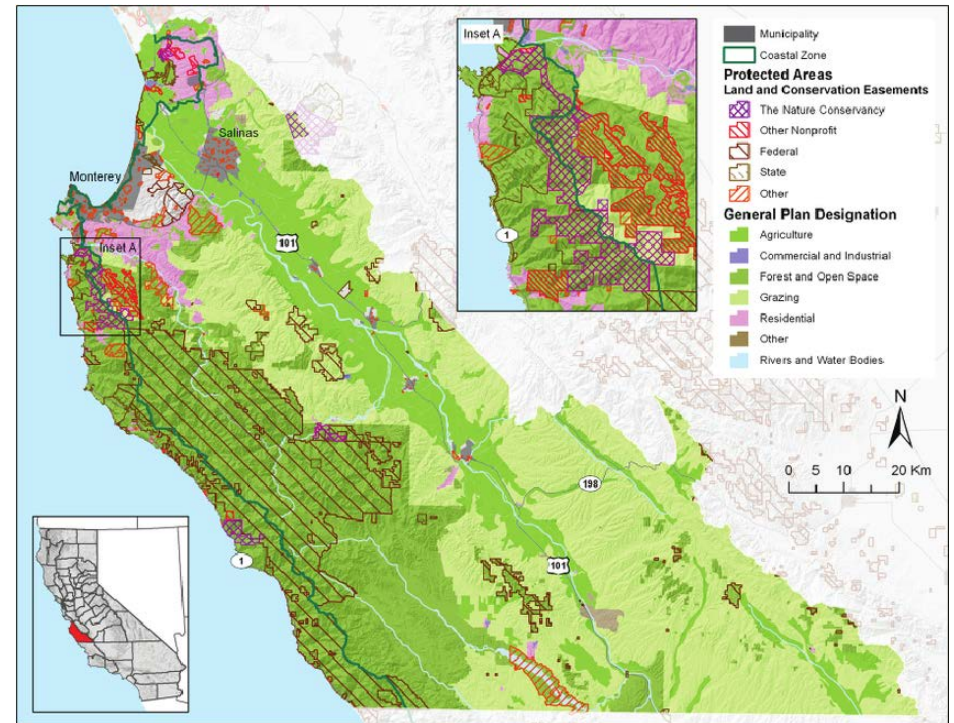 Inset A
1
Municipality
Coastal Zone
Protected Areas
Land and Conservation Easements
The Nature Conservancy
Other Nonprofit
Federal
State
Other
General Plan Designation
Agriculture
Commercial and Industrial
Forest and Open Space
Grazing
Residential
Other
Rivers and Water Bodies
Salinas
Monterey
101
Inset A
N
0 5 10 20 Km
198
1
101